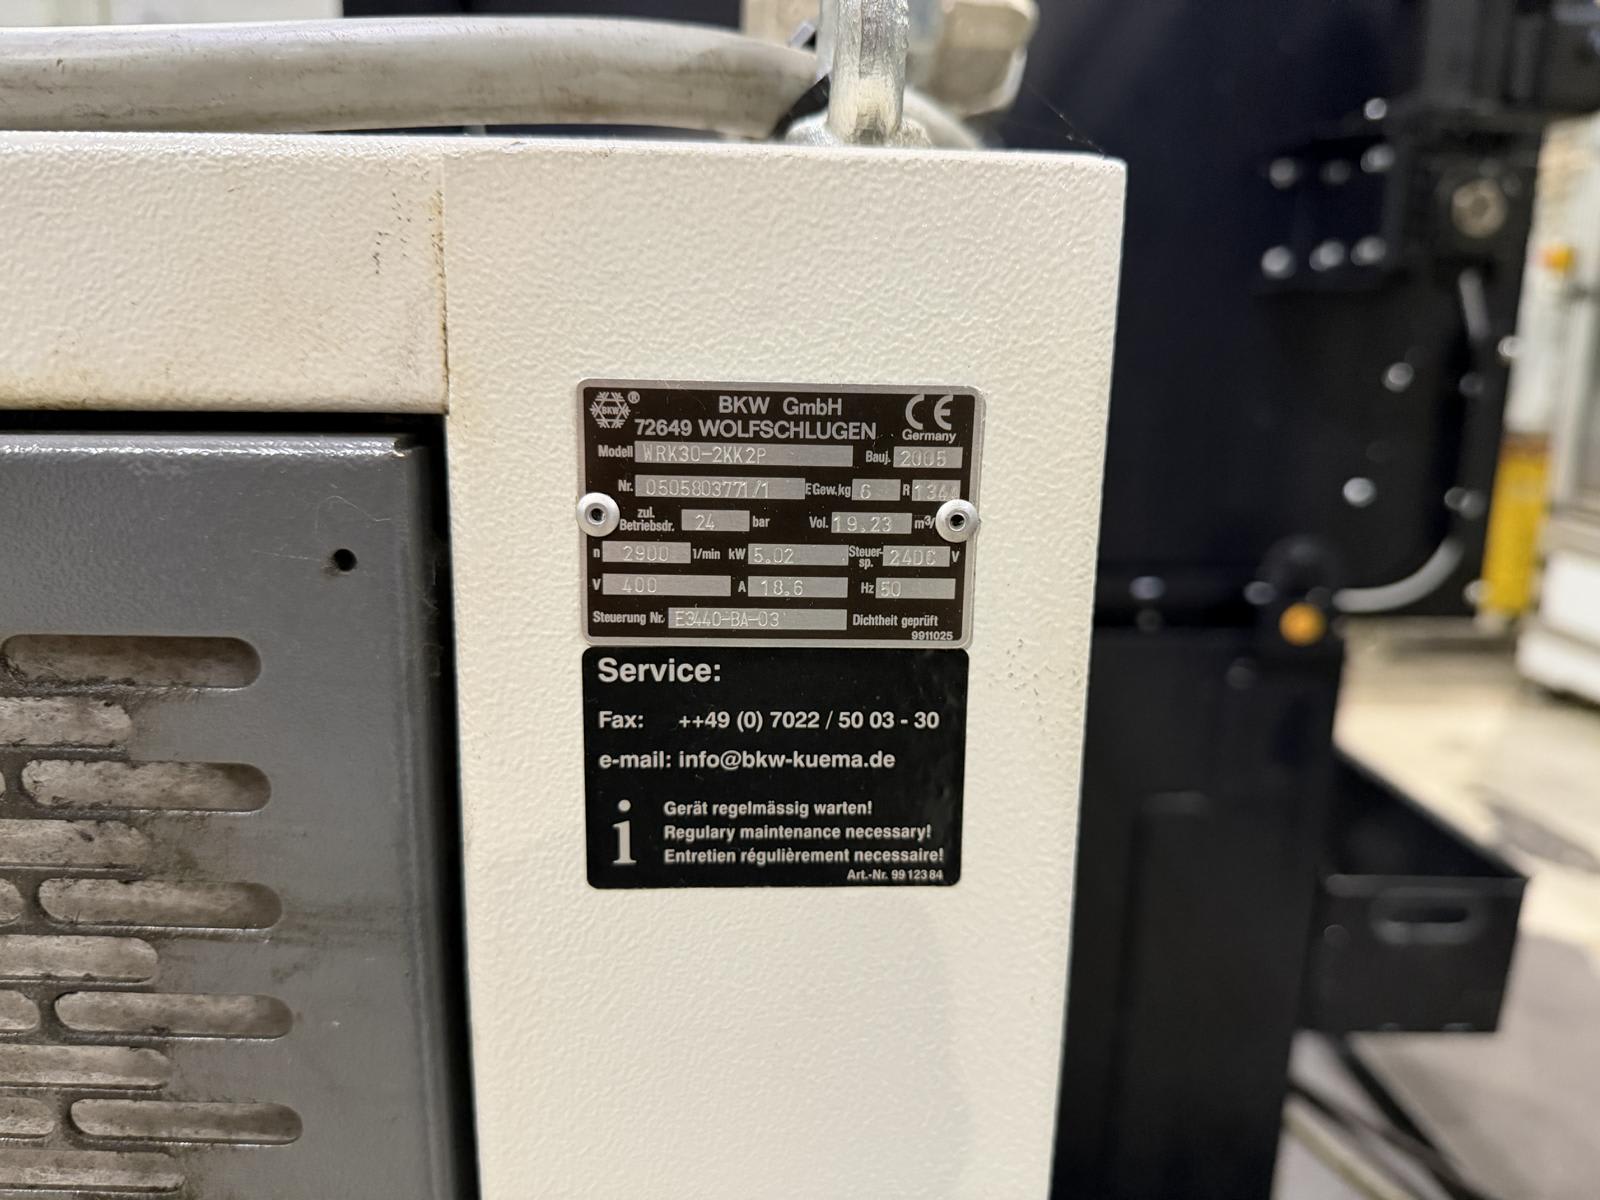 BKW ®
BKW GmbH
CE
72649 WOLFSCHLUGEN
Germany
Modell WRK30-2KK2P Bauj. 2005
Nr. 0505803771/1 EGew.kg 6 R 134
zul. Betriebsdr. 24 bar Vol. 19.23 m³/
n 2900 1/min kW 5.02 Steuer- sp. 24DC V
V 400 A 18.6 Hz 50
Steuerung Nr. E3440-BA-03 Dichtheit geprüft
9911025
Service:
Fax: ++49 (0) 7022 / 50 03 - 30
e-mail: info@bkw-kuema.de
i
Gerät regelmässig warten!
Regulary maintenance necessary!
Entretien régulièrement necessaire!
Art.-Nr. 99 123 84